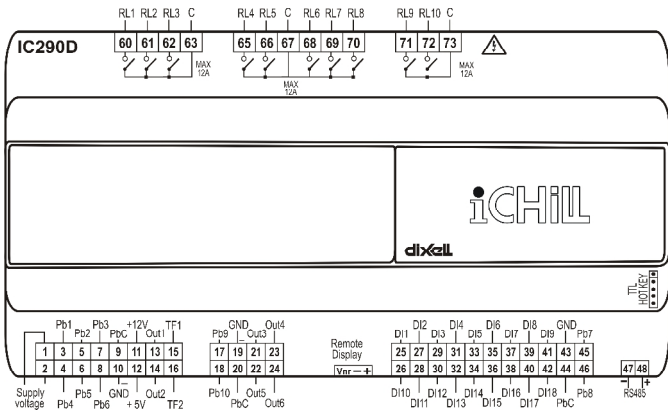 RL1 RL2 RL3 C RL4 RL5 C RL6 RL7 RL8 RL9 RL10 C
IC290D 60 61 62 63 65 66 67 68 69 70 71 72 73
MAX 12A
MAX 12A
MAX 12A
iCHiLL
dixell
TTL
HOT KEY
Pb1 Pb3 +12V TF1 GND Out4 DI2 DI4 DI6 DI8 GND
Pb2 PbC Out1 Pb9 Out3 DI1 DI3 DI5 DI7 DI9 Pb7
1 3 5 7 9 11 13 15 17 19 21 23 25 27 29 31 33 35 37 39 41 43 45
2 4 6 8 10 12 14 16 18 20 22 24 26 28 30 32 34 36 38 40 42 44 46
Remote
Display
Vnr − +
47 48
− +
RS485
Supply
voltage
Pb5 GND Out2 Pb10 Out5 DI10 DI12 DI14 DI16 DI18 Pb8
Pb4 Pb6 +5V TF2 PbC Out6 DI11 DI13 DI15 DI17 PbC